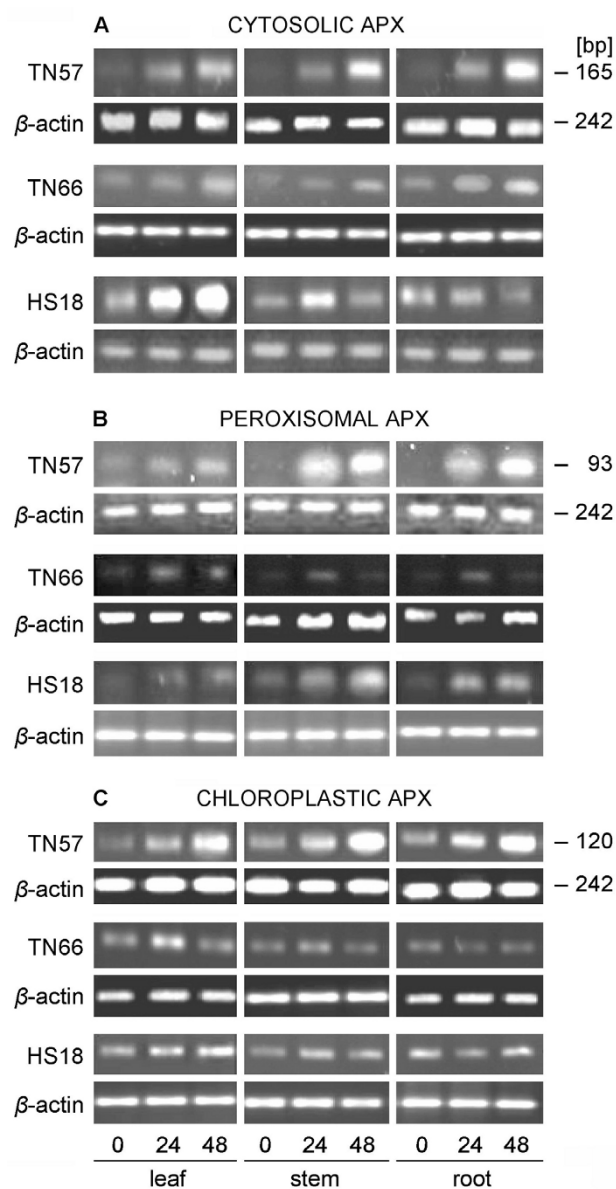 A CYTOSOLIC APX
[bp]
TN57 – 165
β-actin – 242
TN66
β-actin
HS18
β-actin
B PEROXISOMAL APX
TN57 – 93
β-actin – 242
TN66
β-actin
HS18
β-actin
C CHLOROPLASTIC APX
TN57 – 120
β-actin – 242
TN66
β-actin
HS18
β-actin
0 24 48 0 24 48 0 24 48
leaf stem root